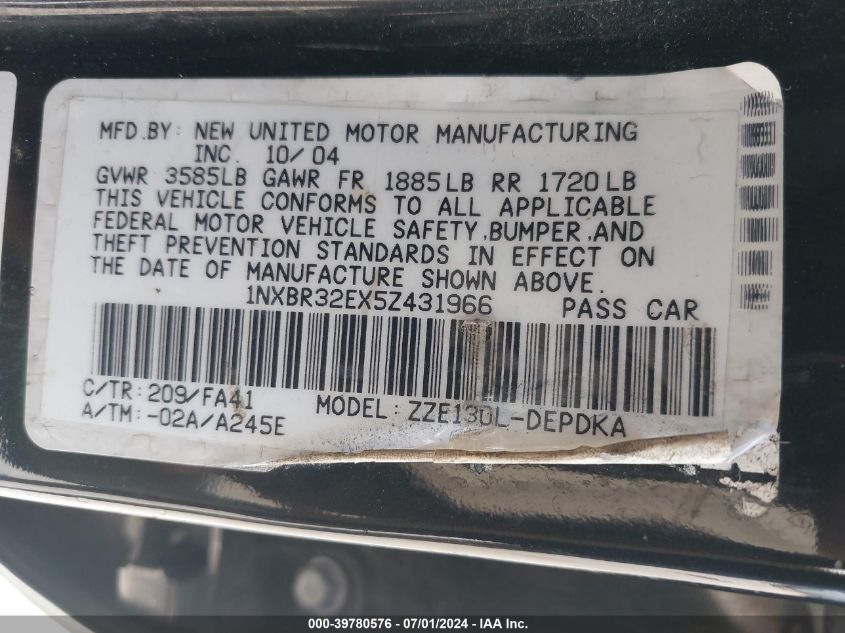 MFD.BY: NEW UNITED MOTOR MANUFACTURING
INC. 10/04
GVWR 3585LB GAWR FR 1885LB RR 1720LB
THIS VEHICLE CONFORMS TO ALL APPLICABLE
FEDERAL MOTOR VEHICLE SAFETY,BUMPER,AND
THEFT PREVENTION STANDARDS IN EFFECT ON
THE DATE OF MANUFACTURE SHOWN ABOVE.
1NXBR32EX5Z431966 PASS CAR
C/TR:209/FA41 MODEL:ZZE130L-DEPDKA
A/TM:-02A/A245E
000-39780576 - 07/01/2024 - IAA Inc.